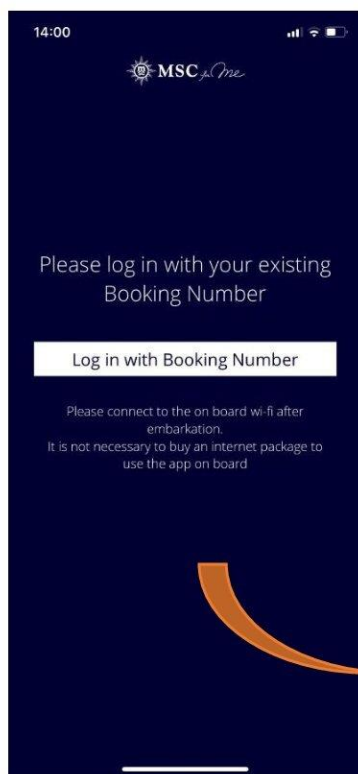 14:00
MSC for Me
Please log in with your existing
Booking Number
Log in with Booking Number
Please connect to the on board wi-fi after
embarkation.
It is not necessary to buy an internet package to
use the app on board